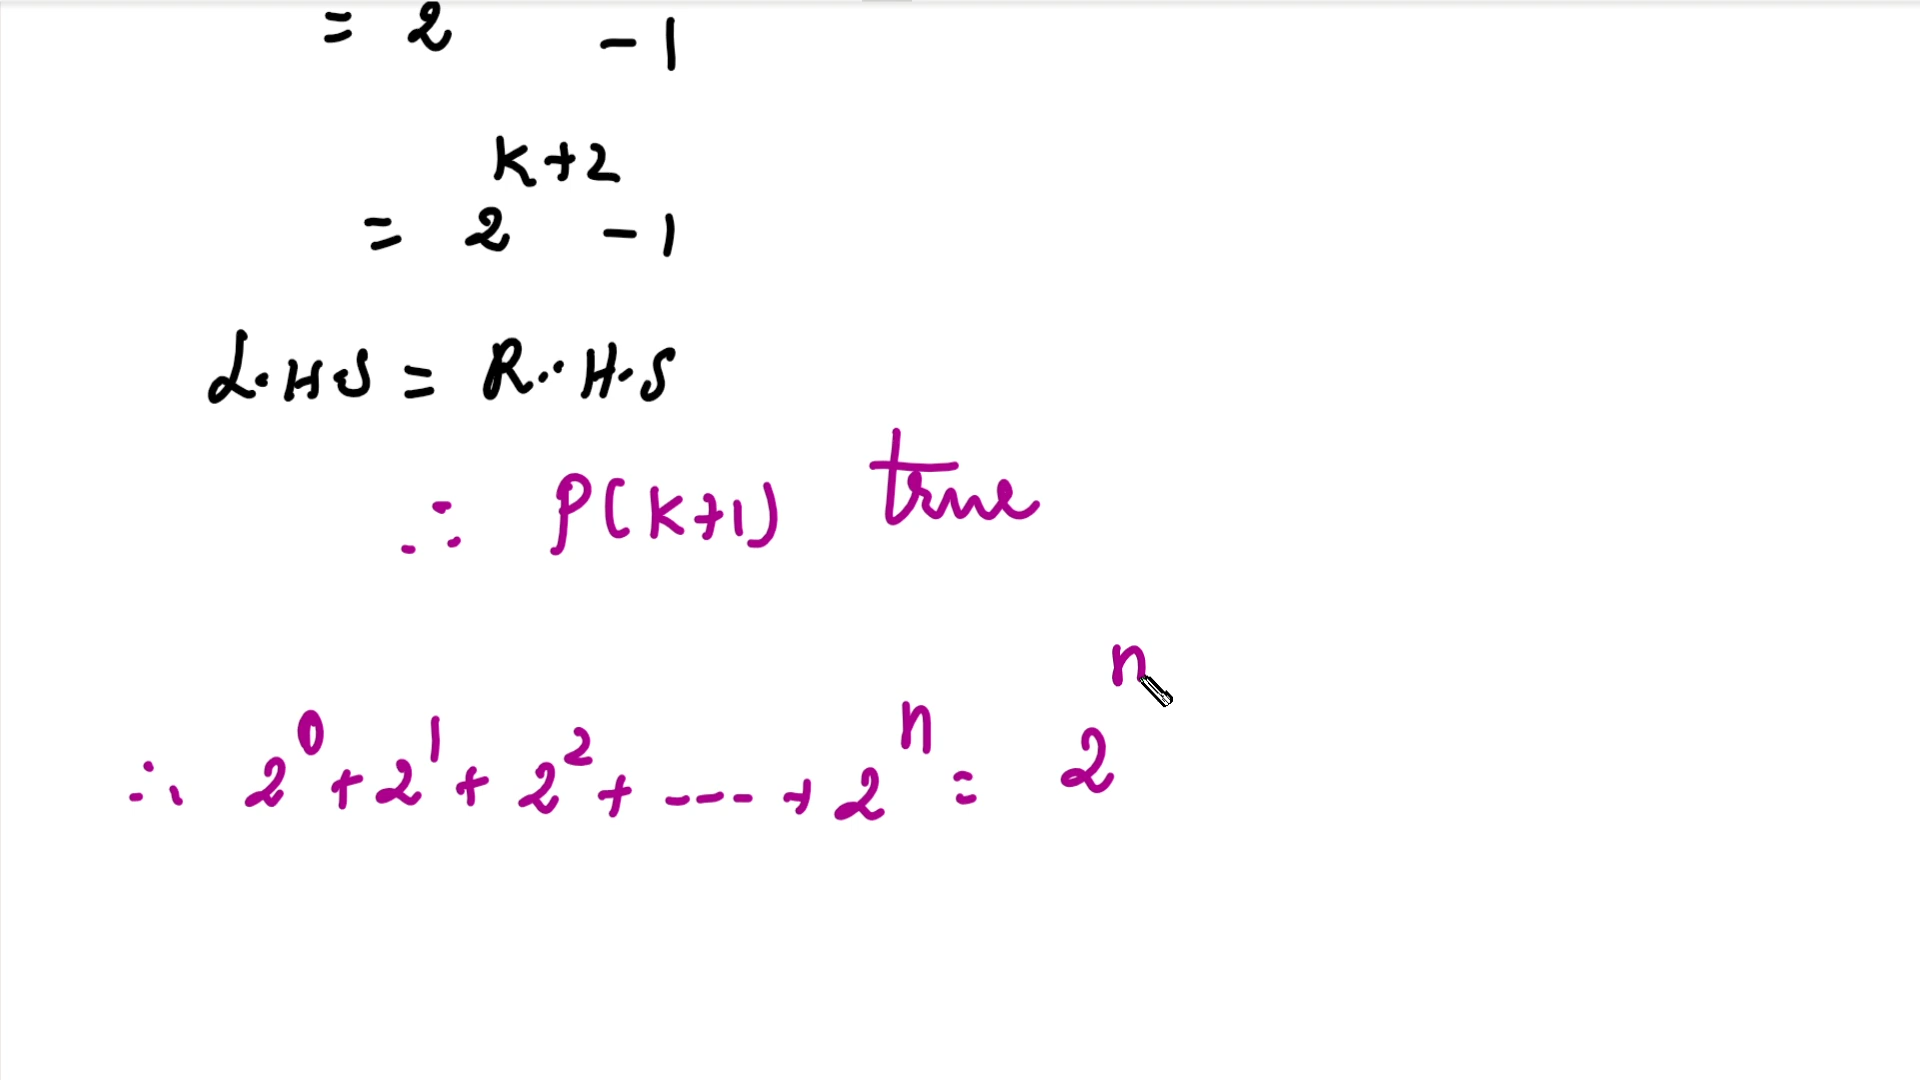 = 2 - 1
= 2^{k+2} - 1
L.H.S = R.H.S
∴ P(k+1) true
∴ 2^0 + 2^1 + 2^2 + ---- + 2^n = 2^n